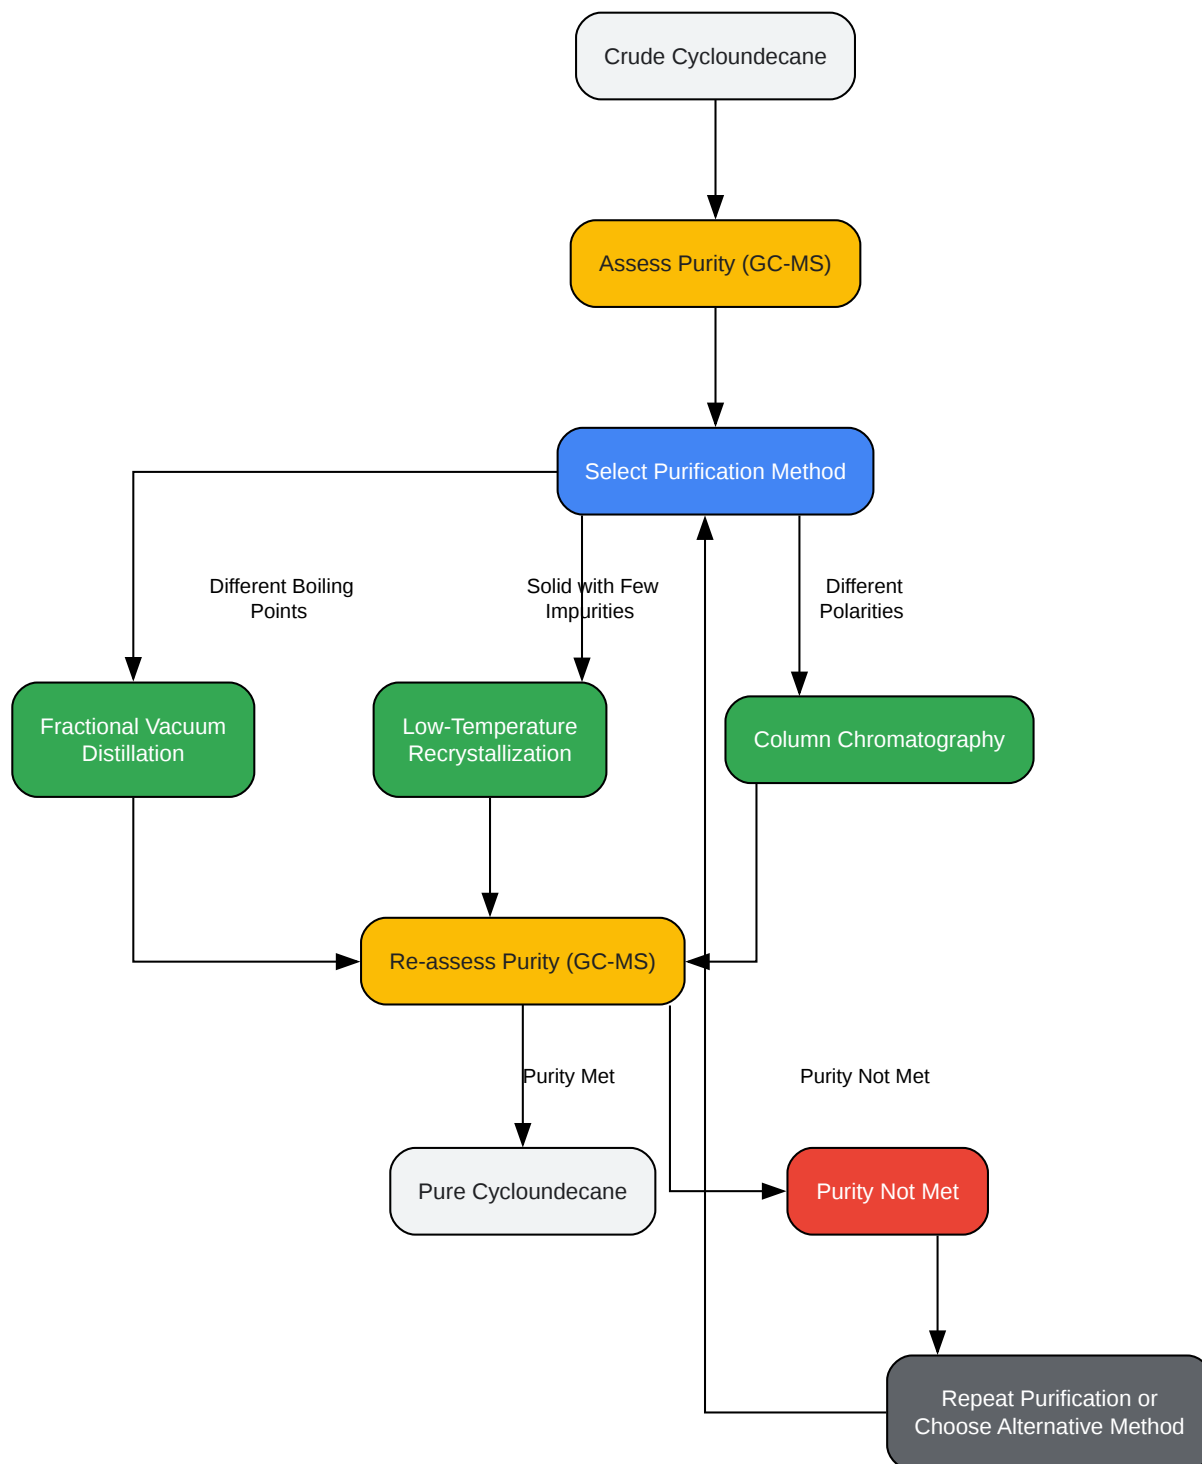 Crude Cycloundecane
Assess Purity (GC-MS)
Select Purification Method
Different Boiling
Points
Solid with Few
Impurities
Different
Polarities
Fractional Vacuum
Distillation
Low-Temperature
Recrystallization
Column Chromatography
Re-assess Purity (GC-MS)
Purity Met
Purity Not Met
Pure Cycloundecane
Purity Not Met
Repeat Purification or
Choose Alternative Method